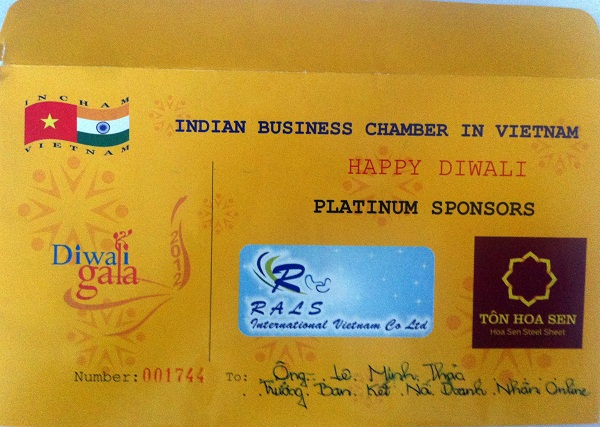 INCHAM
VIETNAM
INDIAN BUSINESS CHAMBER IN VIETNAM
HAPPY DIWALI
PLATINUM SPONSORS
Diwali
gala
2012
R
RALS
International Vietnam Co Ltd
TÔN HOA SEN
Hoa Sen Steel Sheet
Number: 001744
To: Ông. Le Minh Thảo
Trưởng Ban Kết Nối Doanh Nhân Online